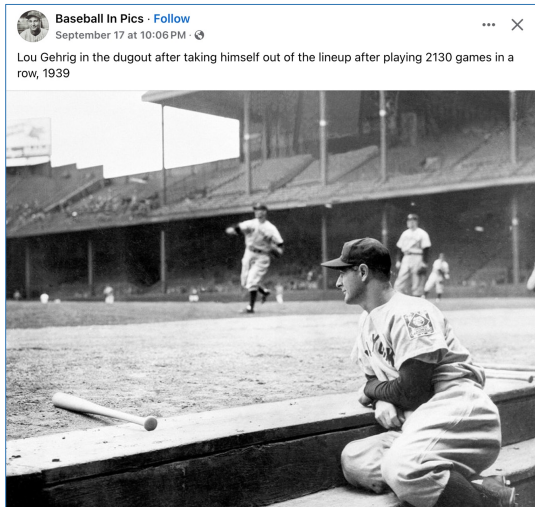 Baseball In Pics · Follow
September 17 at 10:06 PM ·
Lou Gehrig in the dugout after taking himself out of the lineup after playing 2130 games in a
row, 1939